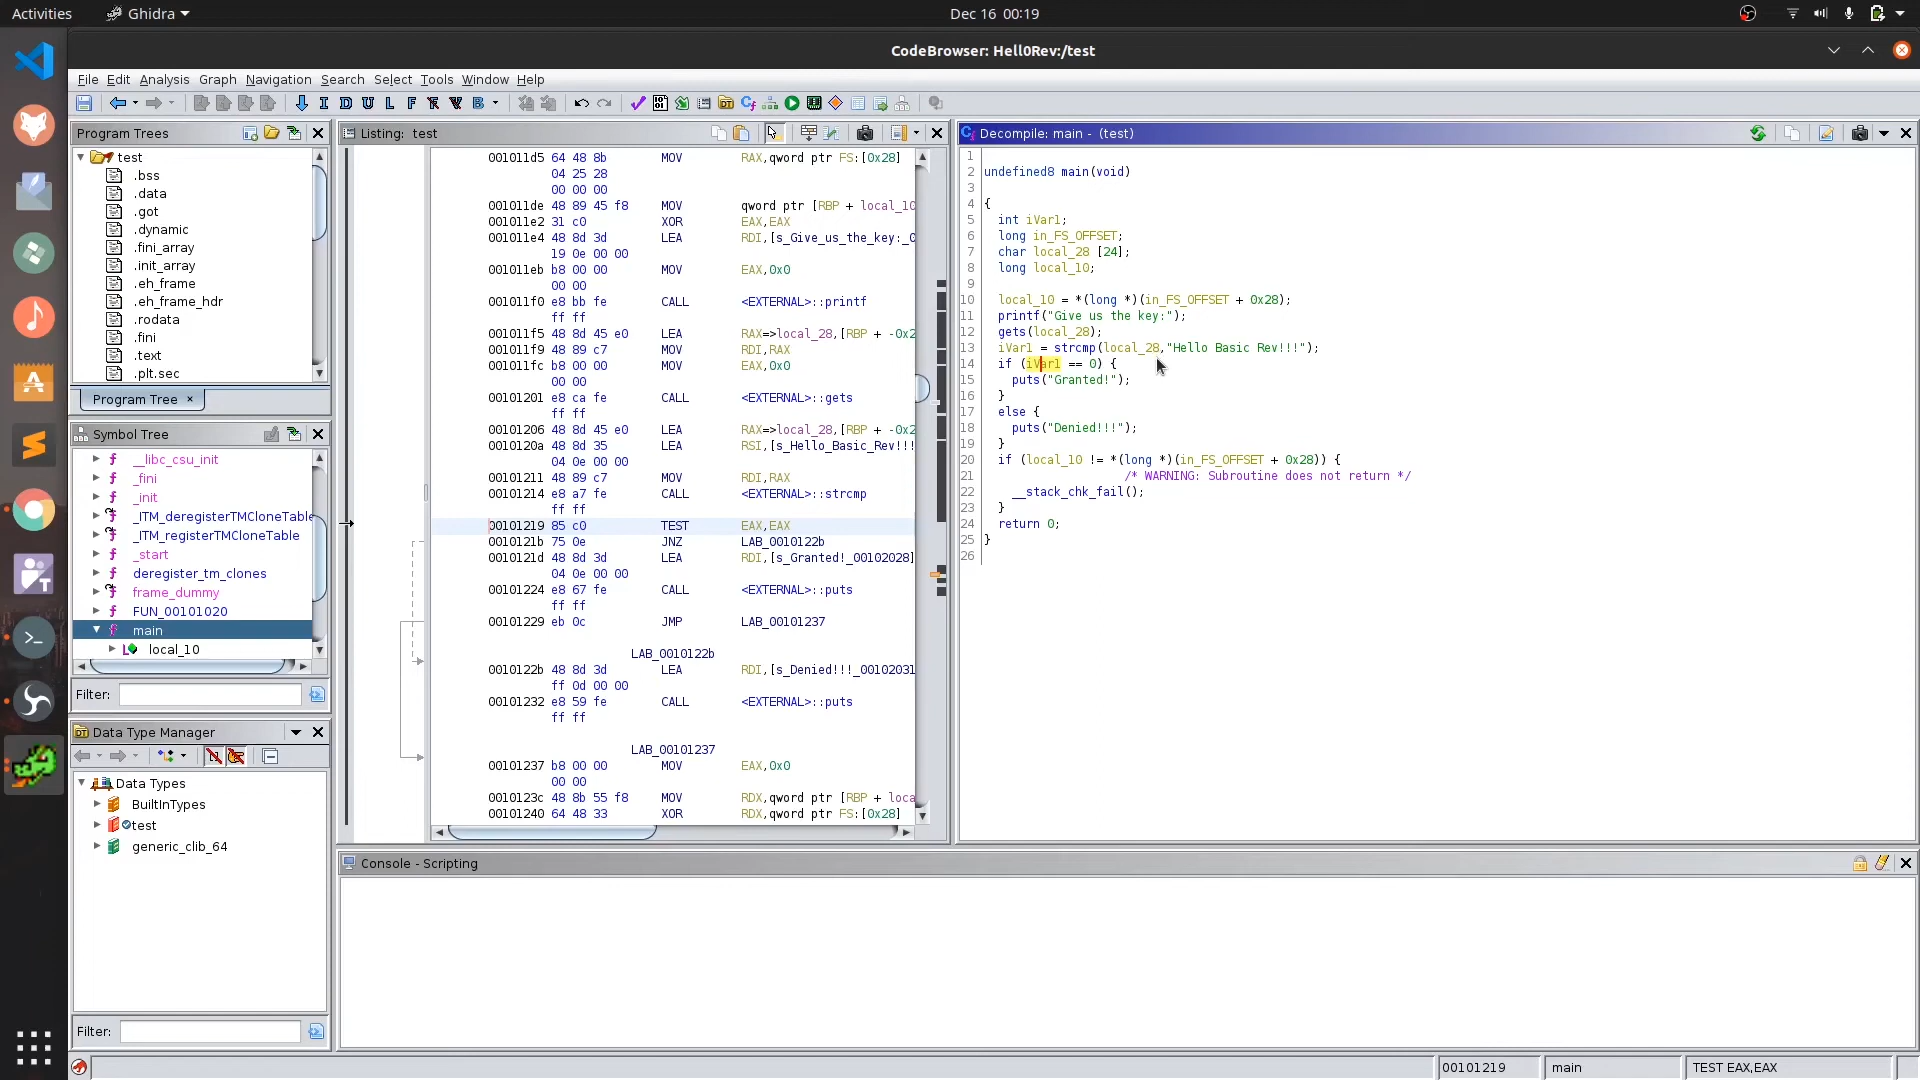 Activities
Ghidra
Dec 16 00:19
CodeBrowser: Hell0Rev:/test
File Edit Analysis Graph Navigation Search Select Tools Window Help
Program Trees
test
.bss
.data
.got
.dynamic
.fini_array
.init_array
.eh_frame
.eh_frame_hdr
.rodata
.fini
.text
.plt.sec
Program Tree ×
Symbol Tree
__libc_csu_init
_fini
_init
_ITM_deregisterTMCloneTable
_ITM_registerTMCloneTable
_start
deregister_tm_clones
frame_dummy
FUN_00101020
main
local_10
Filter:
Data Type Manager
Data Types
BuiltInTypes
test
generic_clib_64
Filter:
Listing: test
001011d5 64 48 8b MOV RAX,qword ptr FS:[0x28]
04 25 28
00 00 00
001011de 48 89 45 f8 MOV qword ptr [RBP + local_10
001011e2 31 c0 XOR EAX,EAX
001011e4 48 8d 3d LEA RDI,[s_Give_us_the_key:_0
19 0e 00 00
001011eb b8 00 00 MOV EAX,0x0
00 00
001011f0 e8 bb fe CALL <EXTERNAL>::printf
ff ff
001011f5 48 8d 45 e0 LEA RAX=>local_28,[RBP + -0x2
001011f9 48 89 c7 MOV RDI,RAX
001011fc b8 00 00 MOV EAX,0x0
00 00
00101201 e8 ca fe CALL <EXTERNAL>::gets
ff ff
00101206 48 8d 45 e0 LEA RAX=>local_28,[RBP + -0x2
0010120a 48 8d 35 LEA RSI,[s_Hello_Basic_Rev!!!
04 0e 00 00
00101211 48 89 c7 MOV RDI,RAX
00101214 e8 a7 fe CALL <EXTERNAL>::strcmp
ff ff
00101219 85 c0 TEST EAX,EAX
0010121b 75 0e JNZ LAB_0010122b
0010121d 48 8d 3d LEA RDI,[s_Granted!_00102028]
04 0e 00 00
00101224 e8 67 fe CALL <EXTERNAL>::puts
ff ff
00101229 eb 0c JMP LAB_00101237
LAB_0010122b
0010122b 48 8d 3d LEA RDI,[s_Denied!!!_00102031
ff 0d 00 00
00101232 e8 59 fe CALL <EXTERNAL>::puts
ff ff
LAB_00101237
00101237 b8 00 00 MOV EAX,0x0
00 00
0010123c 48 8b 55 f8 MOV RDX,qword ptr [RBP + loca
00101240 64 48 33 XOR RDX,qword ptr FS:[0x28]
Decompile: main - (test)
1
2 undefined8 main(void)
3
4 {
5 int iVar1;
6 long in_FS_OFFSET;
7 char local_28 [24];
8 long local_10;
9
10 local_10 = *(long *)(in_FS_OFFSET + 0x28);
11 printf("Give us the key:");
12 gets(local_28);
13 iVar1 = strcmp(local_28,"Hello Basic Rev!!!");
14 if (iVar1 == 0) {
15 puts("Granted!");
16 }
17 else {
18 puts("Denied!!!");
19 }
20 if (local_10 != *(long *)(in_FS_OFFSET + 0x28)) {
21 /* WARNING: Subroutine does not return */
22 __stack_chk_fail();
23 }
24 return 0;
25 }
26
Console - Scripting
00101219 main TEST EAX,EAX